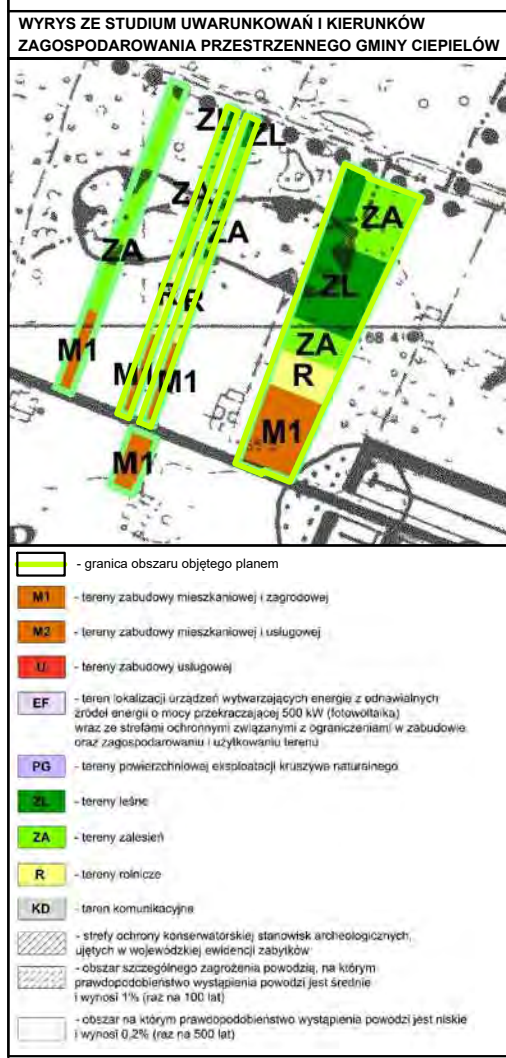 WYRYS ZE STUDIUM UWARUNKOWAŃ I KIERUNKÓW
ZAGOSPODAROWANIA PRZESTRZENNEGO GMINY CIEPIELÓW
ZL
ZL
71
ZA
ZA
ZA
ZA
ZL
R R
68 4
ZA
M1
R
M1
M1
M1
M1
- granica obszaru objętego planem
M1 - tereny zabudowy mieszkaniowej i zagrodowej
M2 - tereny zabudowy mieszkaniowej i usługowej
U - tereny zabudowy usługowej
EF - teren lokalizacji urządzeń wytwarzających energię z odnawialnych
źródeł energii o mocy przekraczającej 500 kW (fotowoltaika)
wraz ze strefami ochronnymi związanymi z ograniczeniami w zabudowie
oraz zagospodarowaniu i użytkowaniu terenu
PG - tereny powierzchniowej eksploatacji kruszywa naturalnego
ZL - tereny leśne
ZA - tereny zalesień
R - tereny rolnicze
KD - teren komunikacyjne
- strefy ochrony konserwatorskiej stanowisk archeologicznych,
ujętych w wojewódzkiej ewidencji zabytków
- obszar szczególnego zagrożenia powodzią, na którym
prawdopodobieństwo wystąpienia powodzi jest średnie
i wynosi 1% (raz na 100 lat)
- obszar na którym prawdopodobieństwo wystąpienia powodzi jest niskie
i wynosi 0,2% (raz na 500 lat)